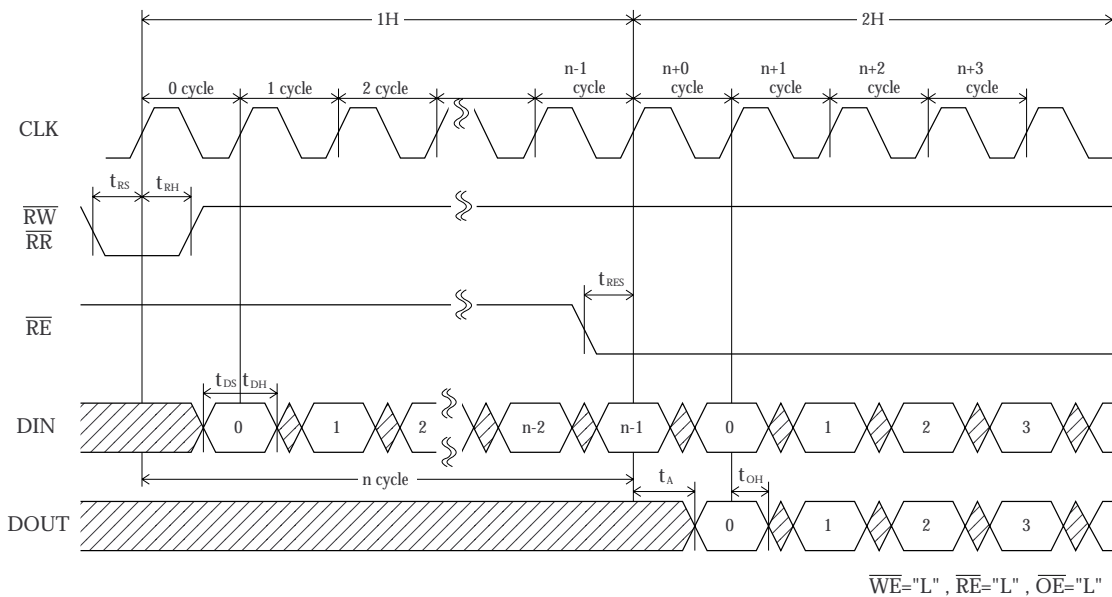 1H 2H
0 cycle 1 cycle 2 cycle n-1 cycle n+0 cycle n+1 cycle n+2 cycle n+3 cycle
CLK
tRS tRH
RW
RR
tRES
RE
tDS tDH
DIN 0 1 2 n-2 n-1 0 1 2 3
n cycle tA tOH
DOUT 0 1 2 3
WE="L" , RE="L" , OE="L"